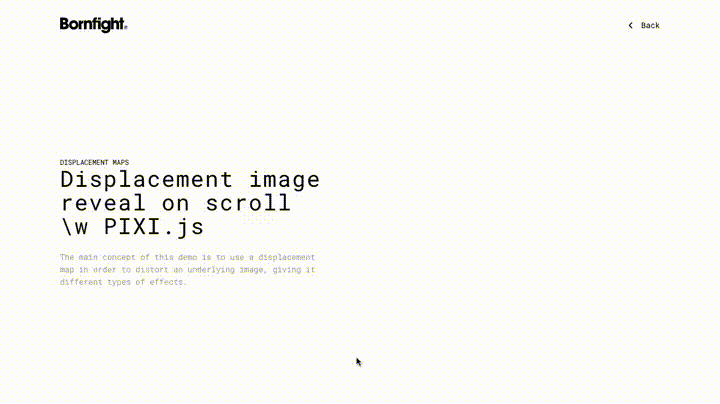 Bornfight®
Back
DISPLACEMENT MAPS
Displacement image
reveal on scroll
\w PIXI.js
The main concept of this demo is to use a displacement
map in order to distort an underlying image, giving it
different types of effects.